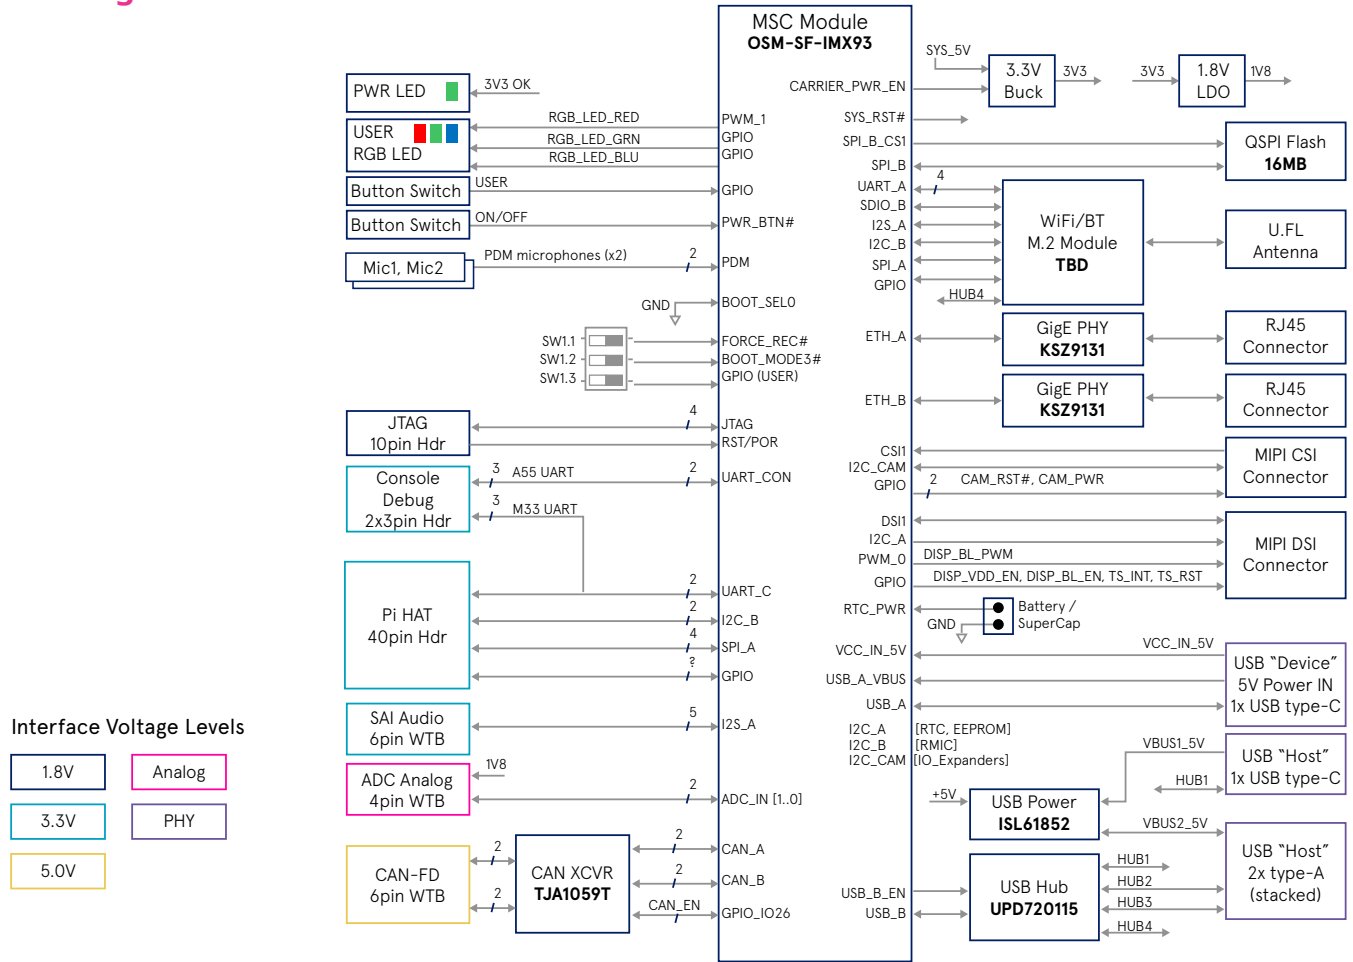 MSC Module
OSM-SF-IMX93
PWR LED
3V3 OK
USER
RGB LED
RGB_LED_RED
RGB_LED_GRN
RGB_LED_BLU
PWM_1
GPIO
GPIO
Button Switch
USER
GPIO
Button Switch
ON/OFF
PWR_BTN#
Mic1, Mic2
PDM microphones (x2)
2
PDM
GND
BOOT_SEL0
SW1.1
SW1.2
SW1.3
FORCE_REC#
BOOT_MODE3#
GPIO (USER)
JTAG
10pin Hdr
4
JTAG
RST/POR
Console
Debug
2x3pin Hdr
3
A55 UART
2
UART_CON
3
M33 UART
Pi HAT
40pin Hdr
2
UART_C
2
I2C_B
4
SPI_A
?
GPIO
SAI Audio
6pin WTB
5
I2S_A
ADC Analog
4pin WTB
1V8
2
ADC_IN [1..0]
CAN-FD
6pin WTB
2
2
CAN XCVR
TJA1059T
2
CAN_A
2
CAN_B
CAN_EN
GPIO_IO26
Interface Voltage Levels
1.8V
Analog
3.3V
PHY
5.0V
SYS_5V
CARRIER_PWR_EN
3.3V
Buck
3V3
3V3
1.8V
LDO
1V8
SYS_RST#
SPI_B_CS1
SPI_B
QSPI Flash
16MB
UART_A
4
SDIO_B
I2S_A
I2C_B
SPI_A
GPIO
HUB4
WiFi/BT
M.2 Module
TBD
U.FL
Antenna
ETH_A
GigE PHY
KSZ9131
RJ45
Connector
ETH_B
GigE PHY
KSZ9131
RJ45
Connector
CSI1
I2C_CAM
GPIO
2
CAM_RST#, CAM_PWR
MIPI CSI
Connector
DSI1
I2C_A
PWM_0
DISP_BL_PWM
GPIO
DISP_VDD_EN, DISP_BL_EN, TS_INT, TS_RST
MIPI DSI
Connector
RTC_PWR
GND
Battery /
SuperCap
VCC_IN_5V
VCC_IN_5V
USB_A_VBUS
USB_A
USB “Device”
5V Power IN
1x USB type-C
I2C_A [RTC, EEPROM]
I2C_B [RMIC]
I2C_CAM [IO_Expanders]
VBUS1_5V
HUB1
USB “Host”
1x USB type-C
+5V
USB Power
ISL61852
VBUS2_5V
USB “Host”
2x type-A
(stacked)
USB_B_EN
USB_B
USB Hub
UPD720115
HUB1
HUB2
HUB3
HUB4